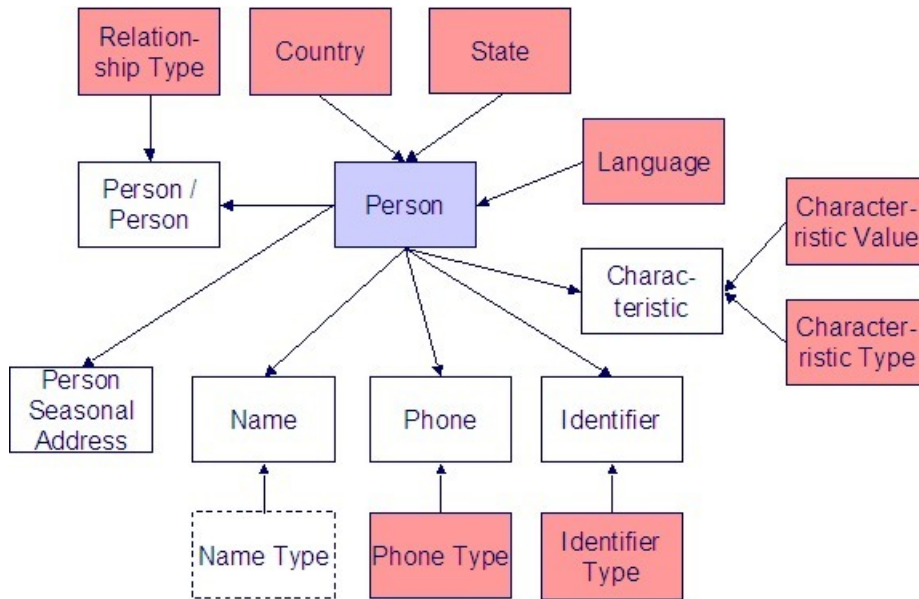 Relation-
ship Type
Country
State
Language
Person /
Person
Person
Character-
ristic Value
Charac-
teristic
Character-
ristic Type
Person
Seasonal
Address
Name
Phone
Identifier
Name Type
Phone Type
Identifier
Type